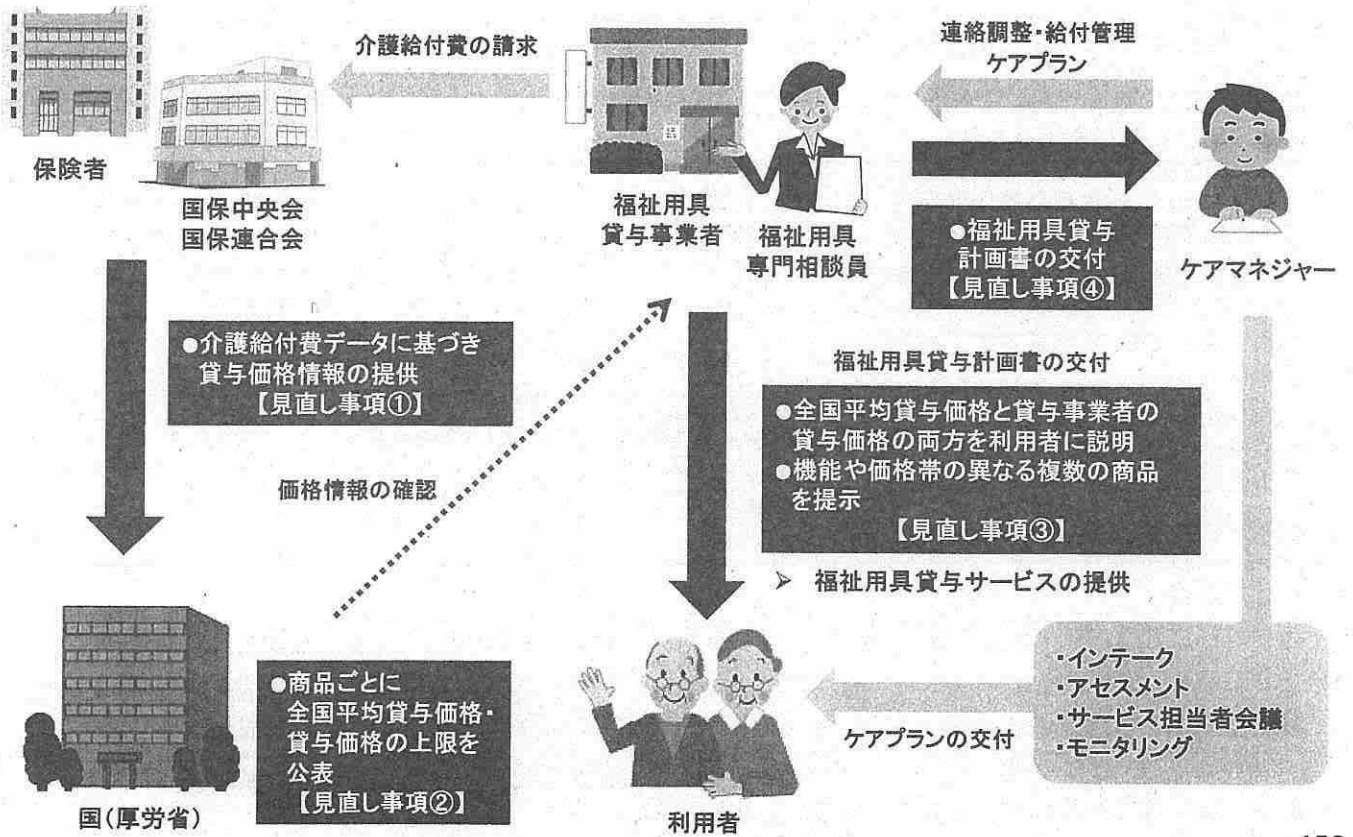 介護給付費の請求
連絡調整・給付管理
ケアプラン
保険者
国保中央会
国保連合会
福祉用具
貸与事業者
福祉用具
専門相談員
●福祉用具貸与
計画書の交付
【見直し事項④】
ケアマネジャー
●介護給付費データに基づき
貸与価格情報の提供
【見直し事項①】
福祉用具貸与計画書の交付
●全国平均貸与価格と貸与事業者の
貸与価格の両方を利用者に説明
●機能や価格帯の異なる複数の商品
を提示
【見直し事項③】
価格情報の確認
➢ 福祉用具貸与サービスの提供
●商品ごとに
全国平均貸与価格・
貸与価格の上限を
公表
【見直し事項②】
・インテーク
・アセスメント
・サービス担当者会議
・モニタリング
ケアプランの交付
国(厚労省)
利用者